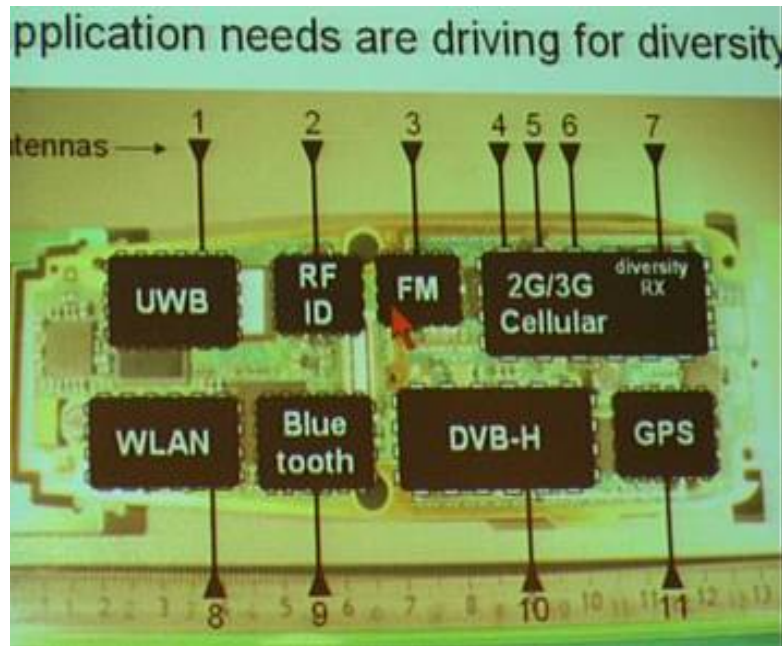 pplication needs are driving for diversity
1 2 3 4 5 6 7
tennas
UWB
RF
ID
FM
2G/3G
Cellular
diversity
RX
WLAN
Blue
tooth
DVB-H
GPS
8 9 10 11